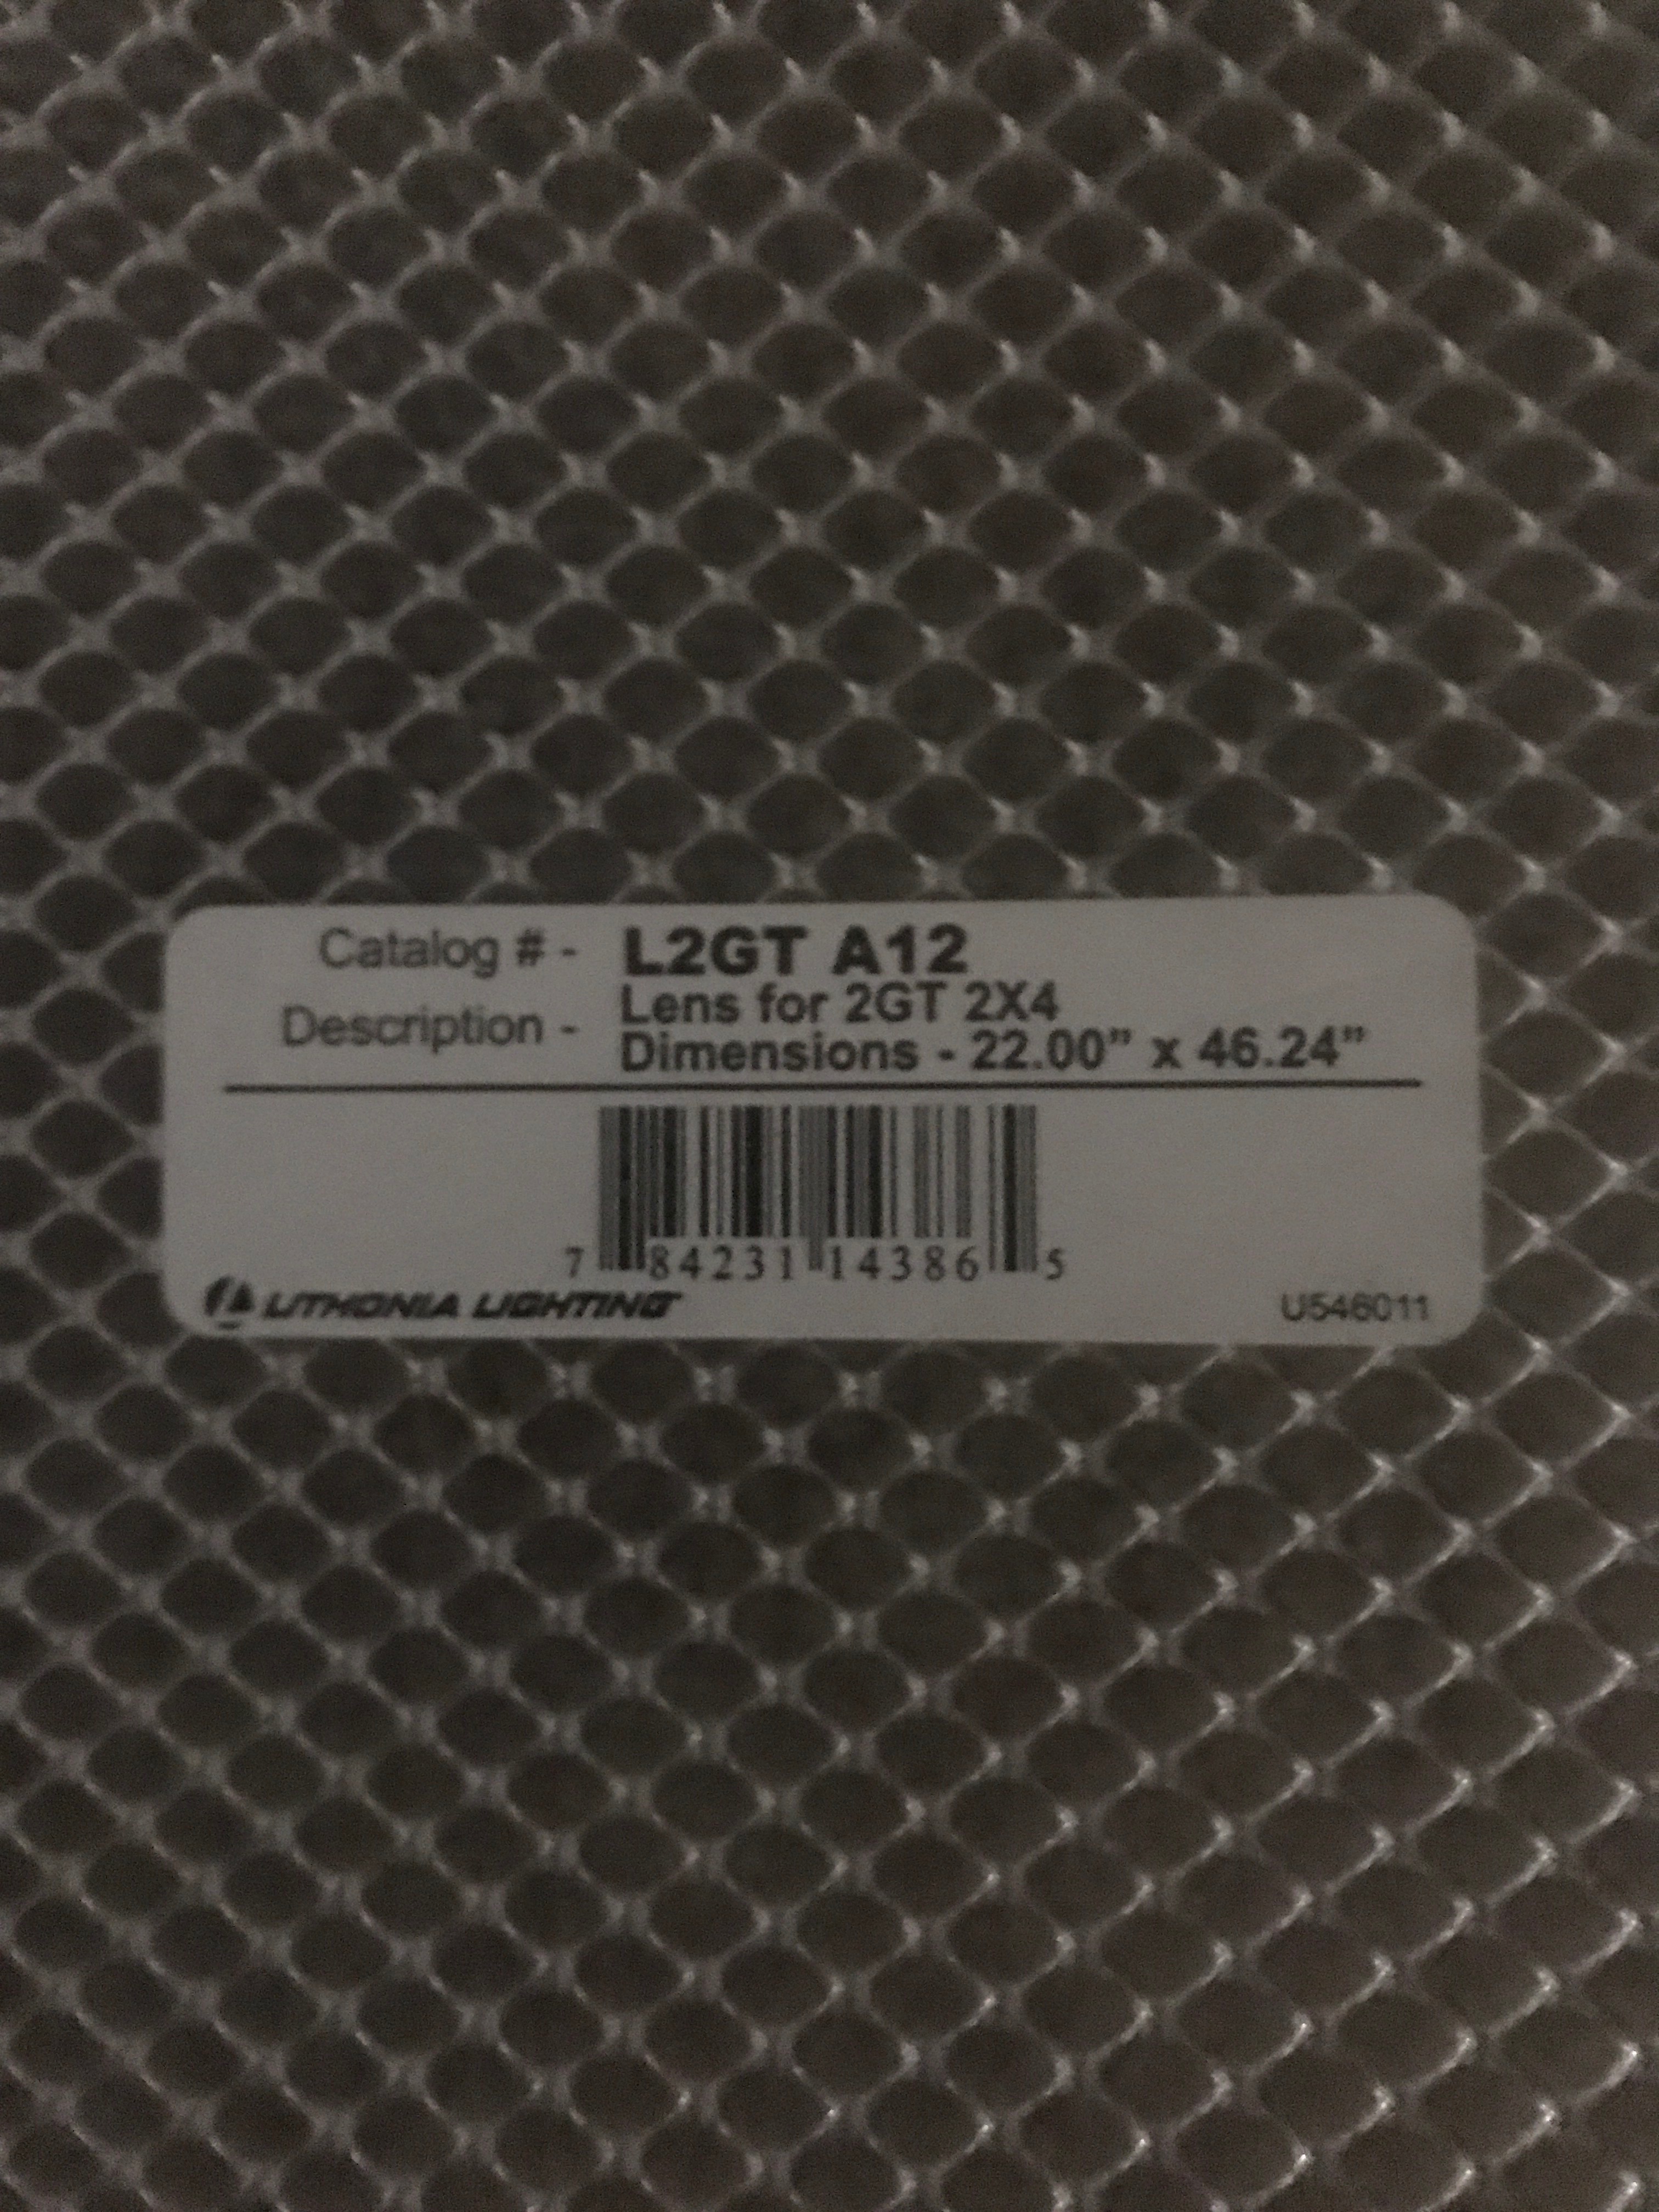 Catalog # - L2GT A12
Description - Lens for 2GT 2X4
Dimensions - 22.00" x 46.24"
7 84231 14386 5
LITHONIA LIGHTING
U546011